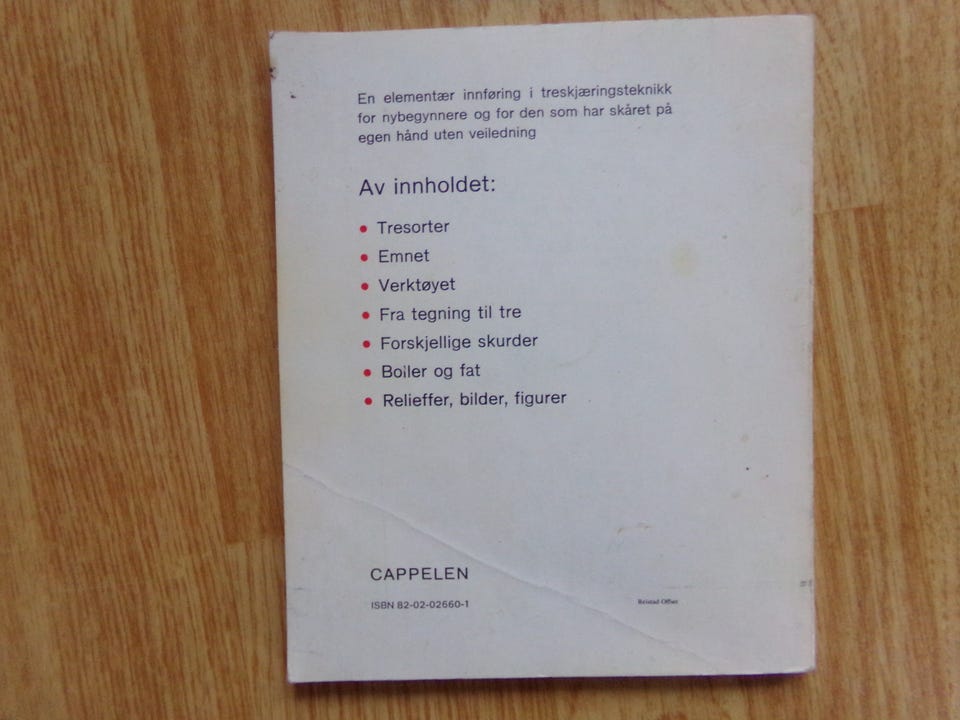 En elementær innføring i treskjæringsteknikk
for nybegynnere og for den som har skåret på
egen hånd uten veiledning
Av innholdet:
• Tresorter
• Emnet
• Verktøyet
• Fra tegning til tre
• Forskjellige skurder
• Boiler og fat
• Relieffer, bilder, figurer
CAPPELEN
ISBN 82-02-02660-1
Reistad Offset